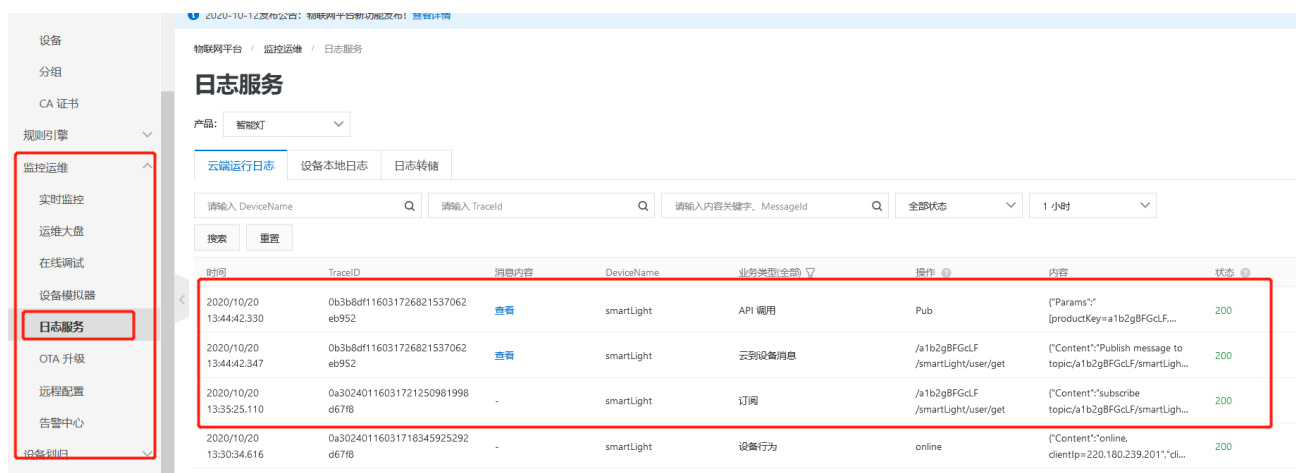 2020-10-12发布公告：物联网平台新功能发布！查看详情
设备
分组
CA 证书
规则引擎
监控运维
实时监控
运维大盘
在线调试
设备模拟器
日志服务
OTA 升级
远程配置
告警中心
设备划归
物联网平台 / 监控运维 / 日志服务
日志服务
产品： 智能灯
云端运行日志 设备本地日志 日志转储
请输入 DeviceName 请输入 TraceId 请输入内容关键字、MessageId 全部状态 1 小时
搜索 重置
时间 TraceID 消息内容 DeviceName 业务类型(全部) 操作 内容 状态
2020/10/20 0b3b8df116031726821537062 {"Params":"
13:44:42.330 eb952 查看 smartLight API 调用 Pub [productKey=a1b2gBFGcLF,... 200
2020/10/20 0b3b8df116031726821537062 /a1b2gBFGcLF {"Content":"Publish message to
13:44:42.347 eb952 查看 smartLight 云到设备消息 /smartLight/user/get topic:/a1b2gBFGcLF/smartLigh... 200
2020/10/20 0a30240116031721250981998 /a1b2gBFGcLF {"Content":"subscribe
13:35:25.110 d67f8 - smartLight 订阅 /smartLight/user/get topic:/a1b2gBFGcLF/smartLigh... 200
2020/10/20 0a30240116031718345925292 {"Content":"online,
13:30:34.616 d67f8 - smartLight 设备行为 online clientIp=220.180.239.201","cli... 200